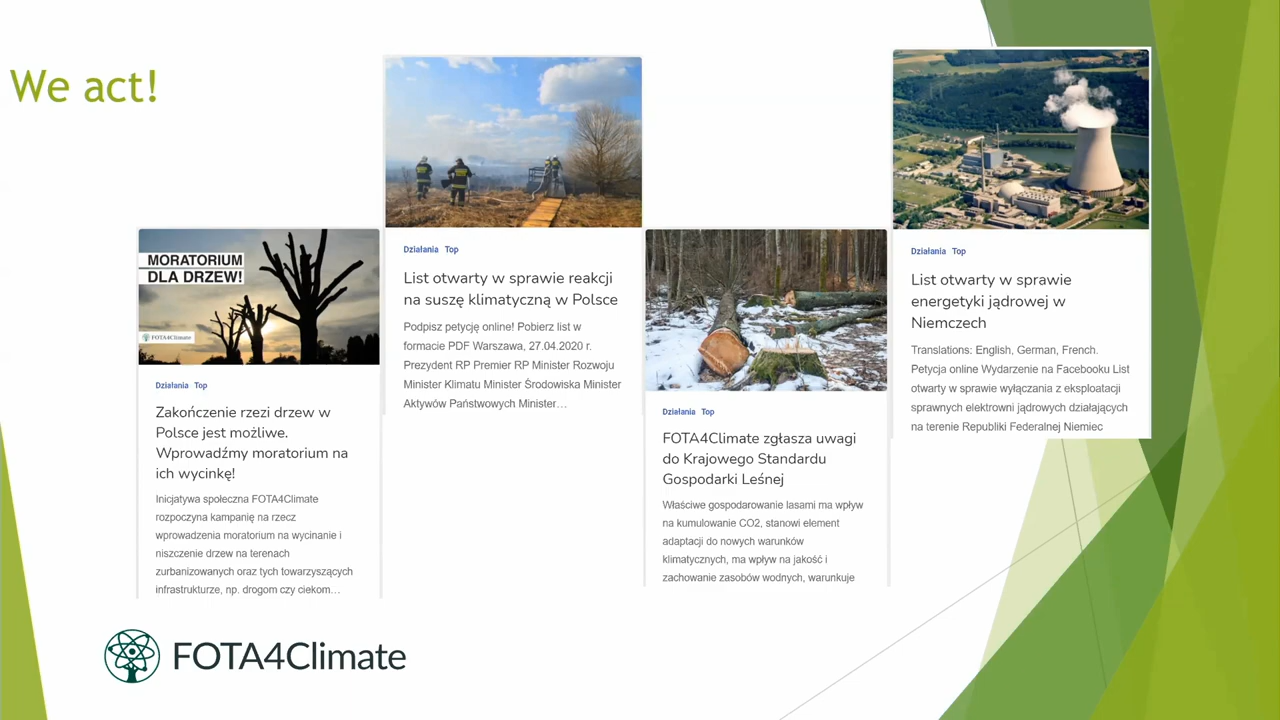 We act!
MORATORIUM
DLA DRZEW!
FOTA4Climate
Działania Top
Zakończenie rzezi drzew w
Polsce jest możliwe.
Wprowadźmy moratorium na
ich wycinkę!
Inicjatywa społeczna FOTA4Climate
rozpoczyna kampanię na rzecz
wprowadzenia moratorium na wycinanie i
niszczenie drzew na terenach
zurbanizowanych oraz tych towarzyszących
infrastrukturze, np. drogom czy ciekom…
Działania Top
List otwarty w sprawie reakcji
na suszę klimatyczną w Polsce
Podpisz petycję online! Pobierz list w
formacie PDF Warszawa, 27.04.2020 r.
Prezydent RP Premier RP Minister Rozwoju
Minister Klimatu Minister Środowiska Minister
Aktywów Państwowych Minister…
Działania Top
FOTA4Climate zgłasza uwagi
do Krajowego Standardu
Gospodarki Leśnej
Właściwe gospodarowanie lasami ma wpływ
na kumulowanie CO2, stanowi element
adaptacji do nowych warunków
klimatycznych, ma wpływ na jakość i
zachowanie zasobów wodnych, warunkuje
Działania Top
List otwarty w sprawie
energetyki jądrowej w
Niemczech
Translations: English, German, French.
Petycja online Wydarzenie na Facebooku List
otwarty w sprawie wyłączania z eksploatacji
sprawnych elektrowni jądrowych działających
na terenie Republiki Federalnej Niemiec
FOTA4Climate